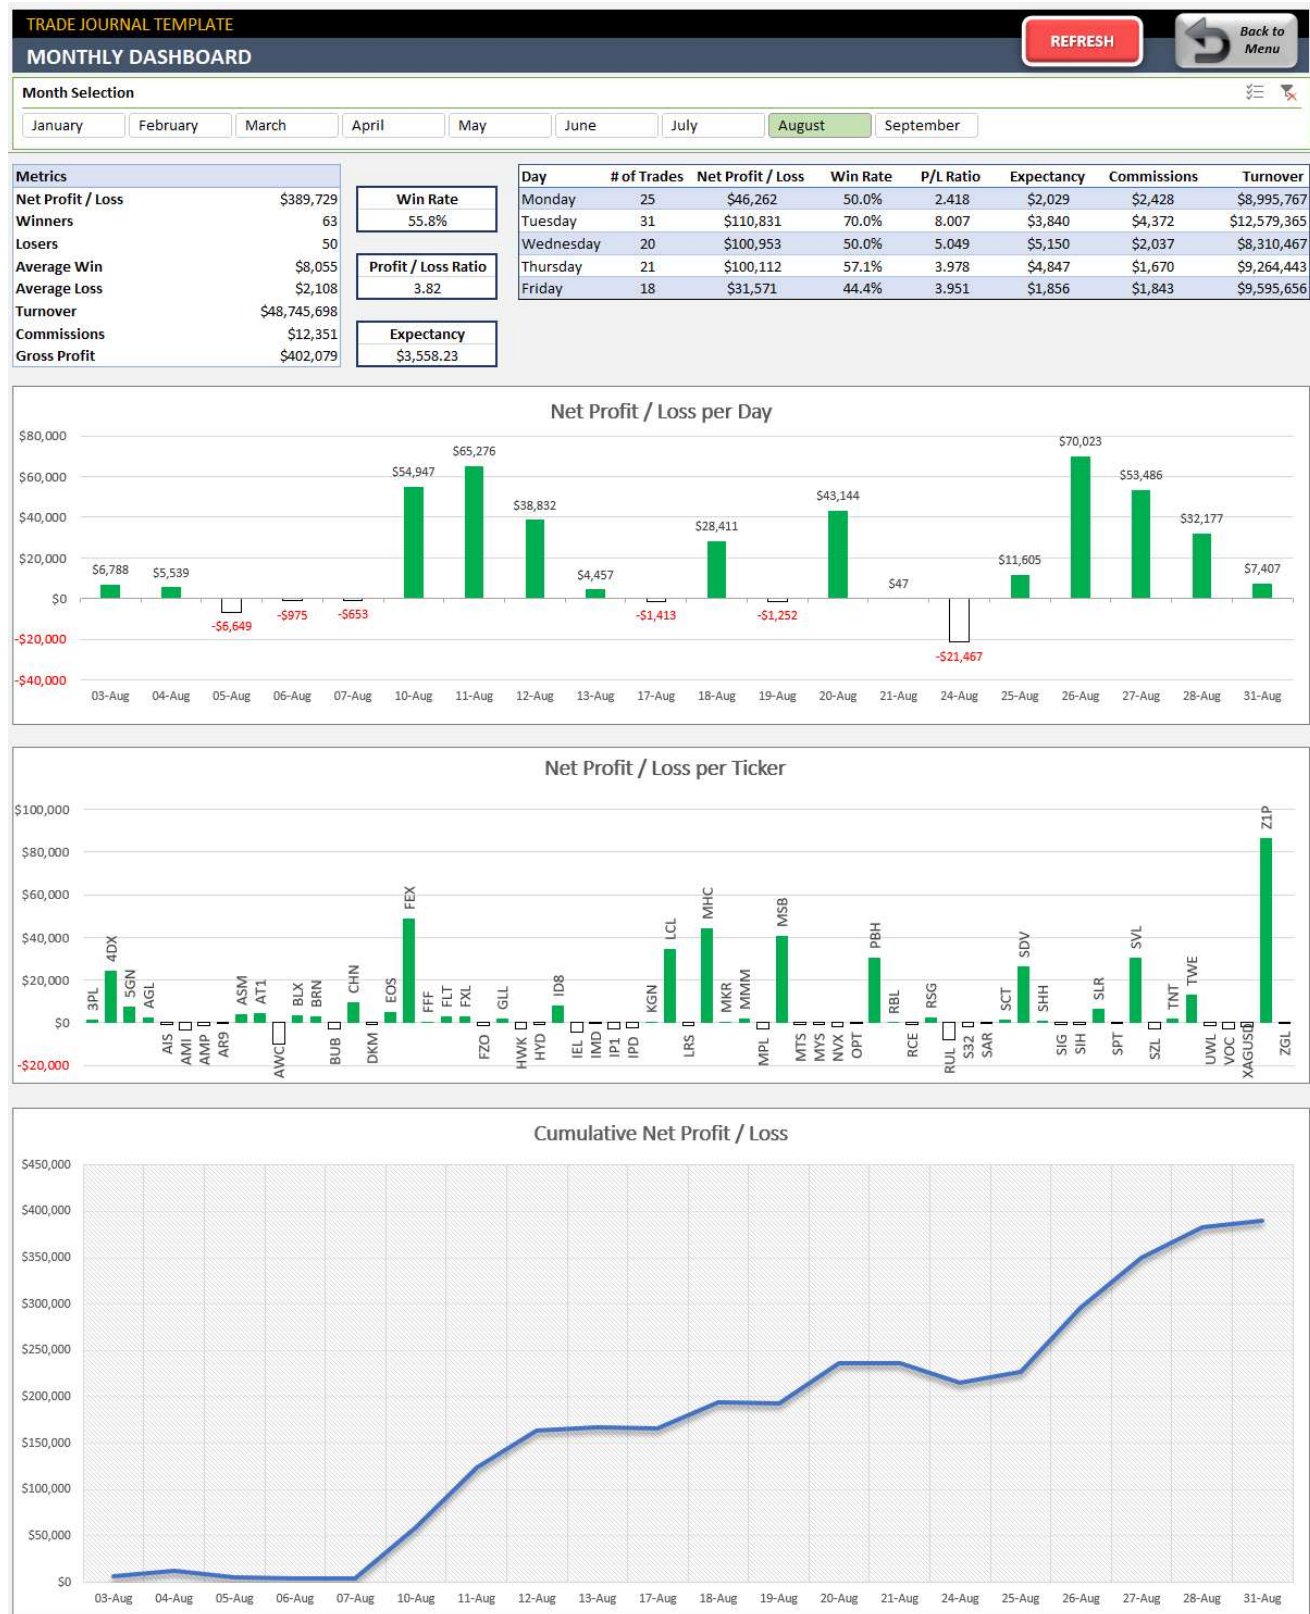 TRADE JOURNAL TEMPLATE
MONTHLY DASHBOARD
REFRESH
Back to
Menu
Month Selection
January February March April May June July August September
Metrics
Net Profit / Loss $389,729
Winners 63
Losers 50
Average Win $8,055
Average Loss $2,108
Turnover $48,745,698
Commissions $12,351
Gross Profit $402,079
Win Rate
55.8%
Profit / Loss Ratio
3.82
Expectancy
$3,558.23
Day # of Trades Net Profit / Loss Win Rate P/L Ratio Expectancy Commissions Turnover
Monday 25 $46,262 50.0% 2.418 $2,029 $2,428 $8,995,767
Tuesday 31 $110,831 70.0% 8.007 $3,840 $4,372 $12,579,365
Wednesday 20 $100,953 50.0% 5.049 $5,150 $2,037 $8,310,467
Thursday 21 $100,112 57.1% 3.978 $4,847 $1,670 $9,264,443
Friday 18 $31,571 44.4% 3.951 $1,856 $1,843 $9,595,656
Net Profit / Loss per Day
$80,000
$60,000
$40,000
$20,000
$0
-$20,000
-$40,000
$6,788 $5,539 -$6,649 -$975 -$653 $54,947 $65,276 $38,832 $4,457 -$1,413 $28,411 -$1,252 $43,144 $47 -$21,467 $11,605 $70,023 $53,486 $32,177 $7,407
03-Aug 04-Aug 05-Aug 06-Aug 07-Aug 10-Aug 11-Aug 12-Aug 13-Aug 17-Aug 18-Aug 19-Aug 20-Aug 21-Aug 24-Aug 25-Aug 26-Aug 27-Aug 28-Aug 31-Aug
Net Profit / Loss per Ticker
$100,000
$80,000
$60,000
$40,000
$20,000
$0
-$20,000
3PL 4DX 5GN AGL AIS AMI AMP AR9 ASM AT1 AWC BLX BRN BUB CHN DKM EOS FEX FFF FLT FXL FZO GLL HWK HYD ID8 IEL IMD IP1 IPD KGN LCL LRS MHC MKR MMM MPL MSB MTS MYS NVX OPT PBH RBL RCE RSG RUL S32 SAR SCT SDV SHH SIG SIH SLR SPT SVL SZL TNT TWE UWL VOC XAGUSD Z1P ZGL
Cumulative Net Profit / Loss
$450,000
$400,000
$350,000
$300,000
$250,000
$200,000
$150,000
$100,000
$50,000
$0
03-Aug 04-Aug 05-Aug 06-Aug 07-Aug 10-Aug 11-Aug 12-Aug 13-Aug 17-Aug 18-Aug 19-Aug 20-Aug 21-Aug 24-Aug 25-Aug 26-Aug 27-Aug 28-Aug 31-Aug